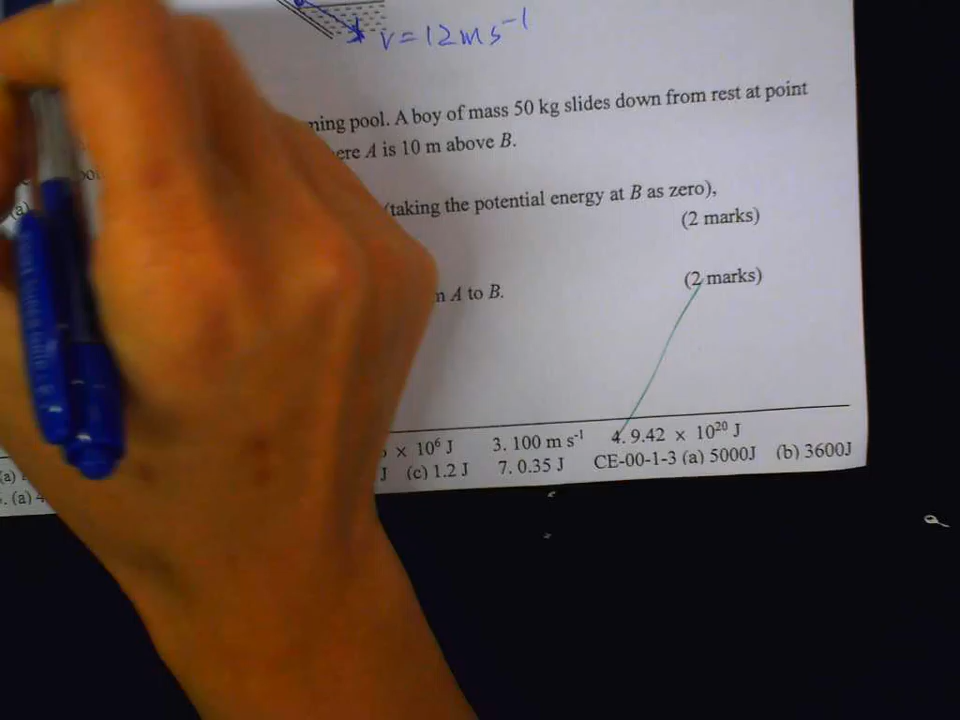 V = 12 m s⁻¹
pool. A boy of mass 50 kg slides down from rest at point
A is 10 m above B.
(a)
(taking the potential energy at B as zero),
(2 marks)
A to B.
(2 marks)
× 10⁶ J 3. 100 m s⁻¹ 4. 9.42 × 10²⁰ J
(a) J (c) 1.2 J 7. 0.35 J CE-00-1-3 (a) 5000J (b) 3600J
. (a) 4